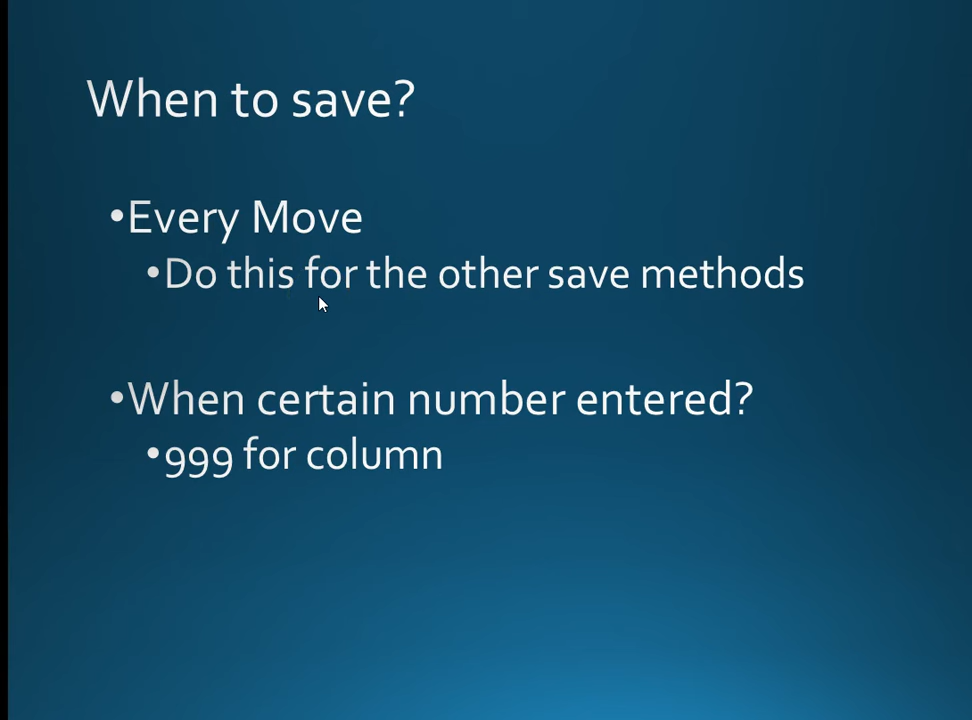 When to save?
•Every Move
•Do this for the other save methods
•When certain number entered?
•999 for column